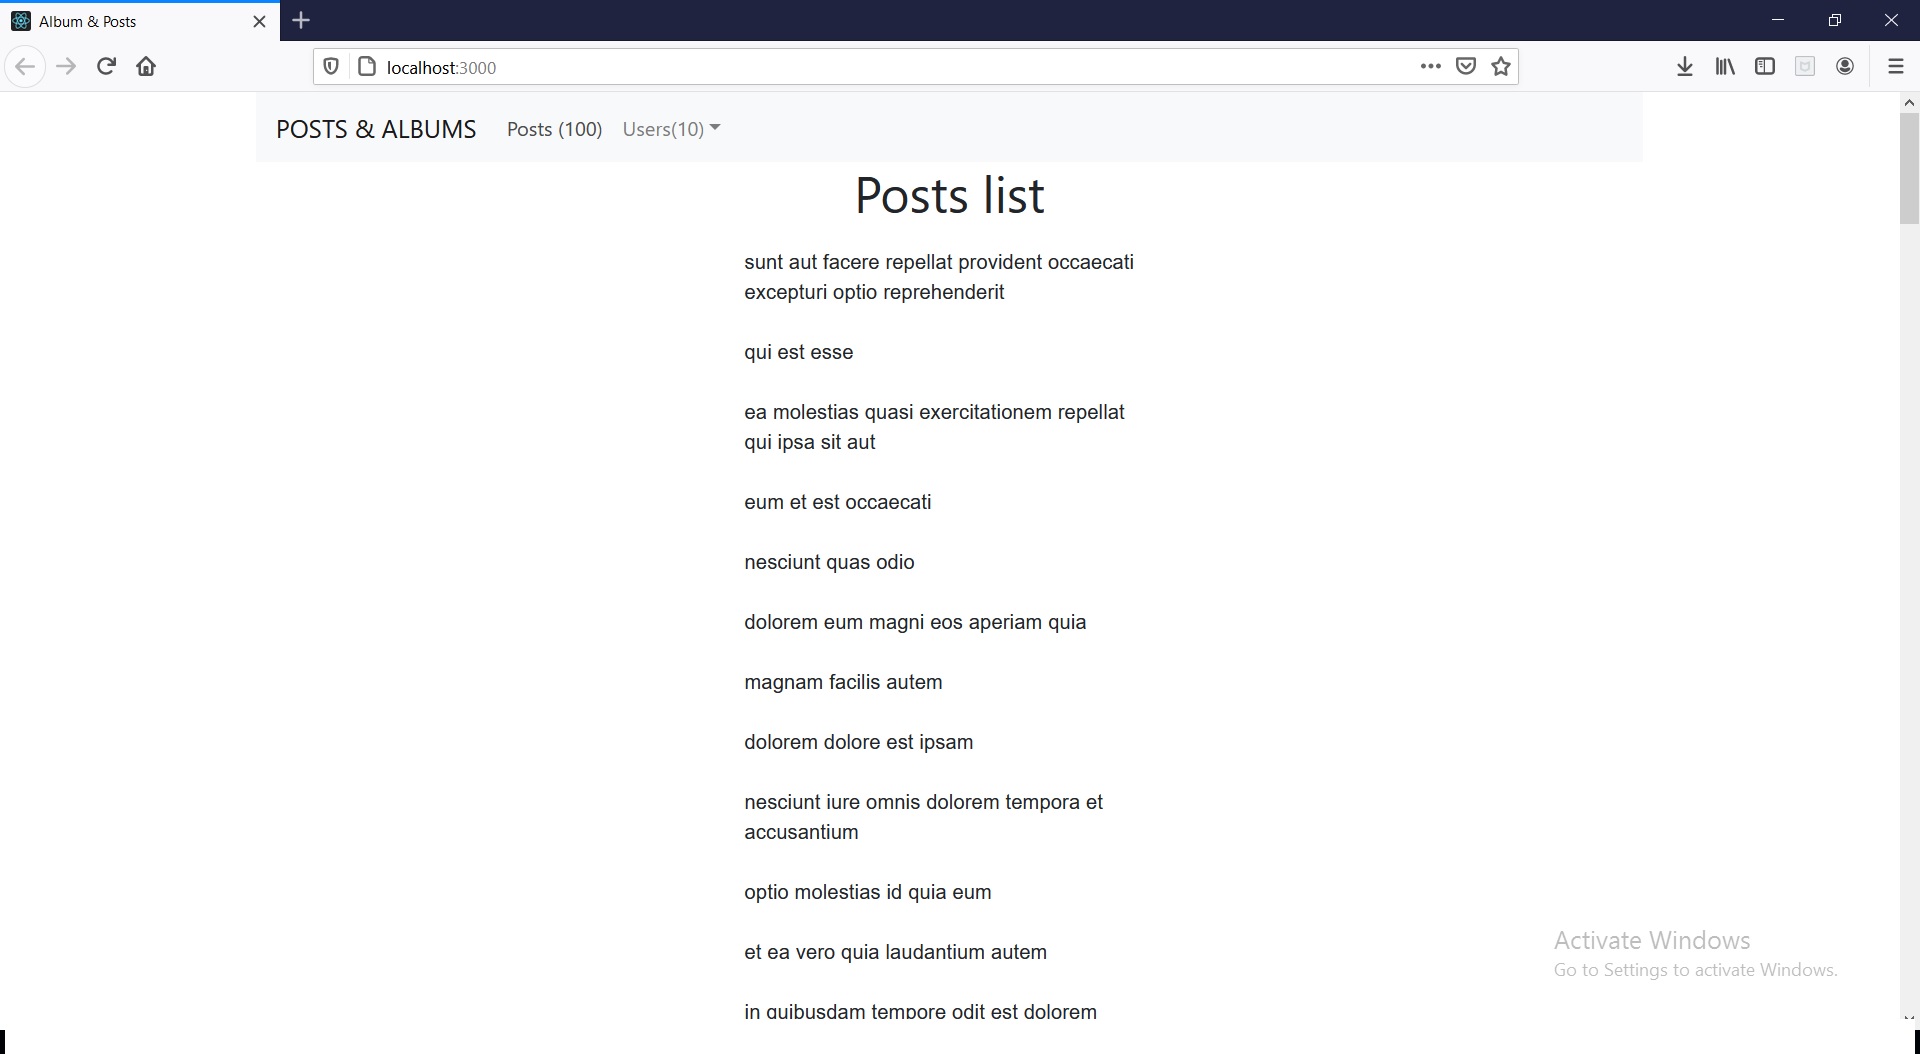 Album & Posts
localhost:3000
POSTS & ALBUMS Posts (100) Users(10)
Posts list
sunt aut facere repellat provident occaecati
excepturi optio reprehenderit
qui est esse
ea molestias quasi exercitationem repellat
qui ipsa sit aut
eum et est occaecati
nesciunt quas odio
dolorem eum magni eos aperiam quia
magnam facilis autem
dolorem dolore est ipsam
nesciunt iure omnis dolorem tempora et
accusantium
optio molestias id quia eum
et ea vero quia laudantium autem
in quibusdam tempore odit est dolorem
Activate Windows
Go to Settings to activate Windows.